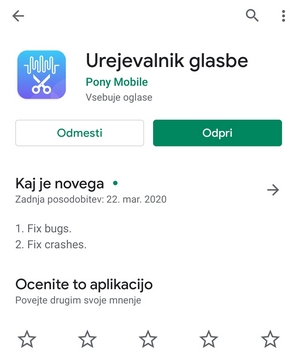 Urejevalnik glasbe
Pony Mobile
Vsebuje oglase
Odmesti
Odpri
Kaj je novega
Zadnja posodobitev: 22. mar. 2020
1. Fix bugs.
2. Fix crashes.
Ocenite to aplikacijo
Povejte drugim svoje mnenje